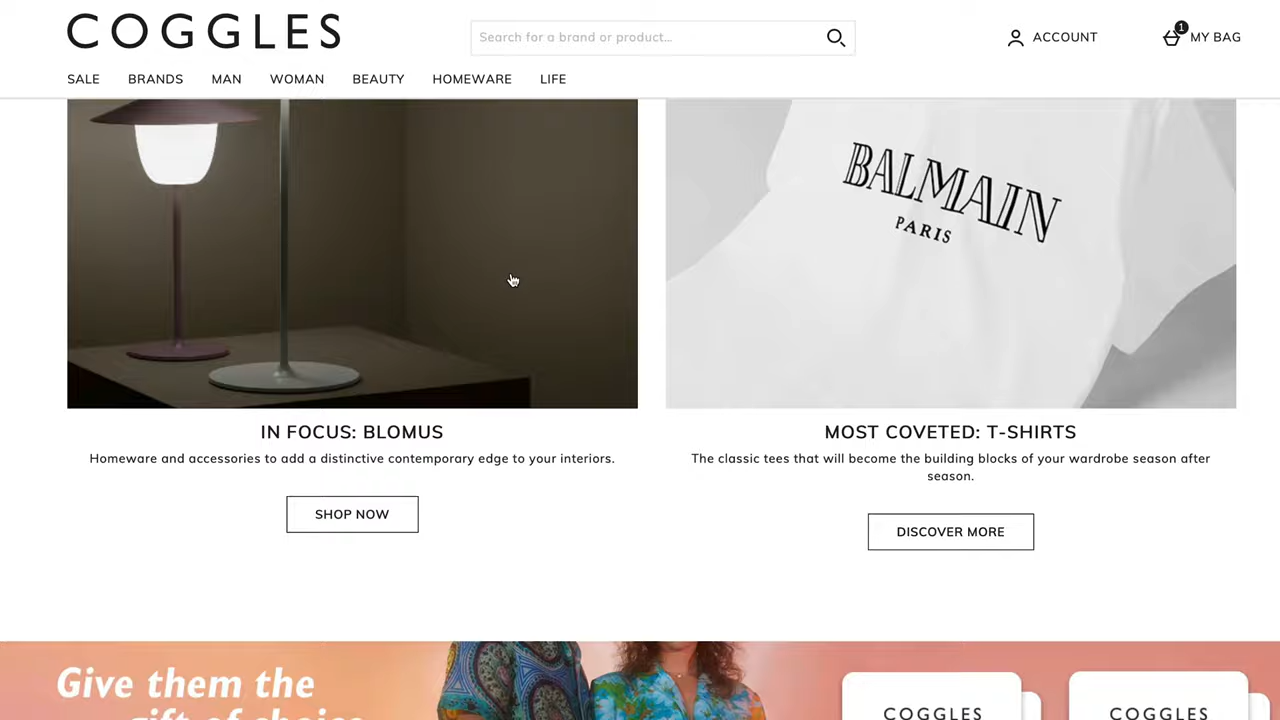 COGGLES
Search for a brand or product...
ACCOUNT
1
MY BAG
SALE BRANDS MAN WOMAN BEAUTY HOMEWARE LIFE
BALMAIN
PARIS
IN FOCUS: BLOMUS
Homeware and accessories to add a distinctive contemporary edge to your interiors.
SHOP NOW
MOST COVETED: T-SHIRTS
The classic tees that will become the building blocks of your wardrobe season after
season.
DISCOVER MORE
Give them the
gift of choice
COGGLES
COGGLES